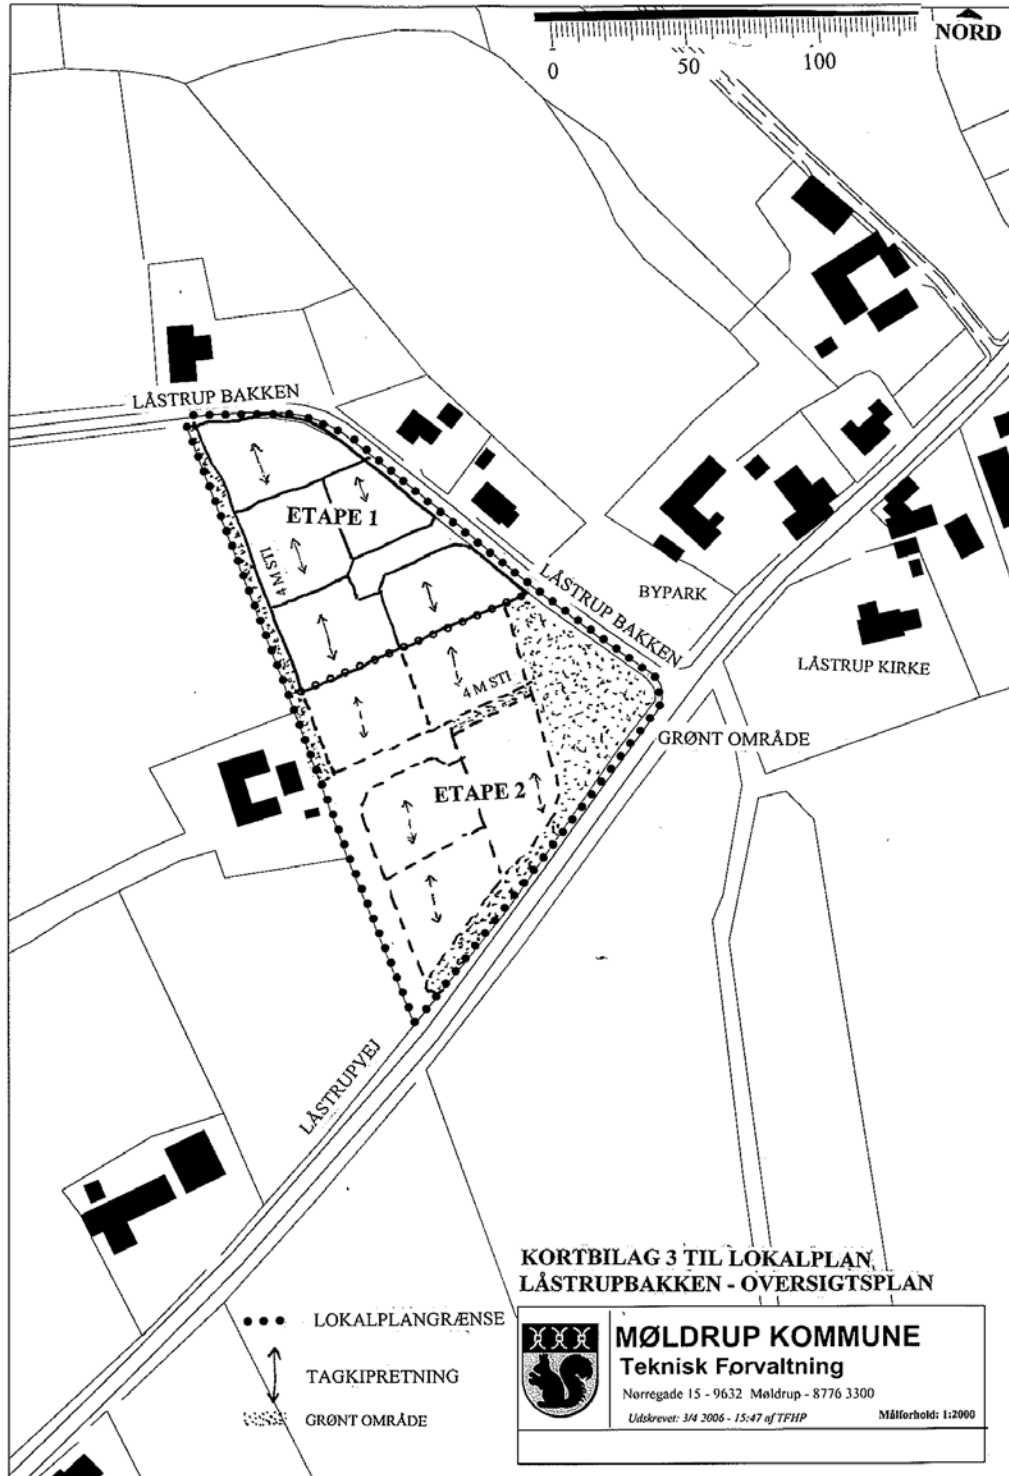 NORD
0 50 100
LÅSTRUP BAKKEN
ETAPE 1
4 M STI
LÅSTRUP BAKKEN
BYPARK
LÅSTRUP KIRKE
4 M STI
GRØNT OMRÅDE
ETAPE 2
LÅSTRUPVEJ
KORTBILAG 3 TIL LOKALPLAN
LÅSTRUPBAKKEN - OVERSIGTSPLAN
LOKALPLANGRÆNSE
TAGKIPRETNING
GRØNT OMRÅDE
MØLDRUP KOMMUNE
Teknisk Forvaltning
Nørregade 15 - 9632 Møldrup - 8776 3300
Udskrevet: 3/4 2006 - 15:47 af TFHP
Målforhold: 1:2000